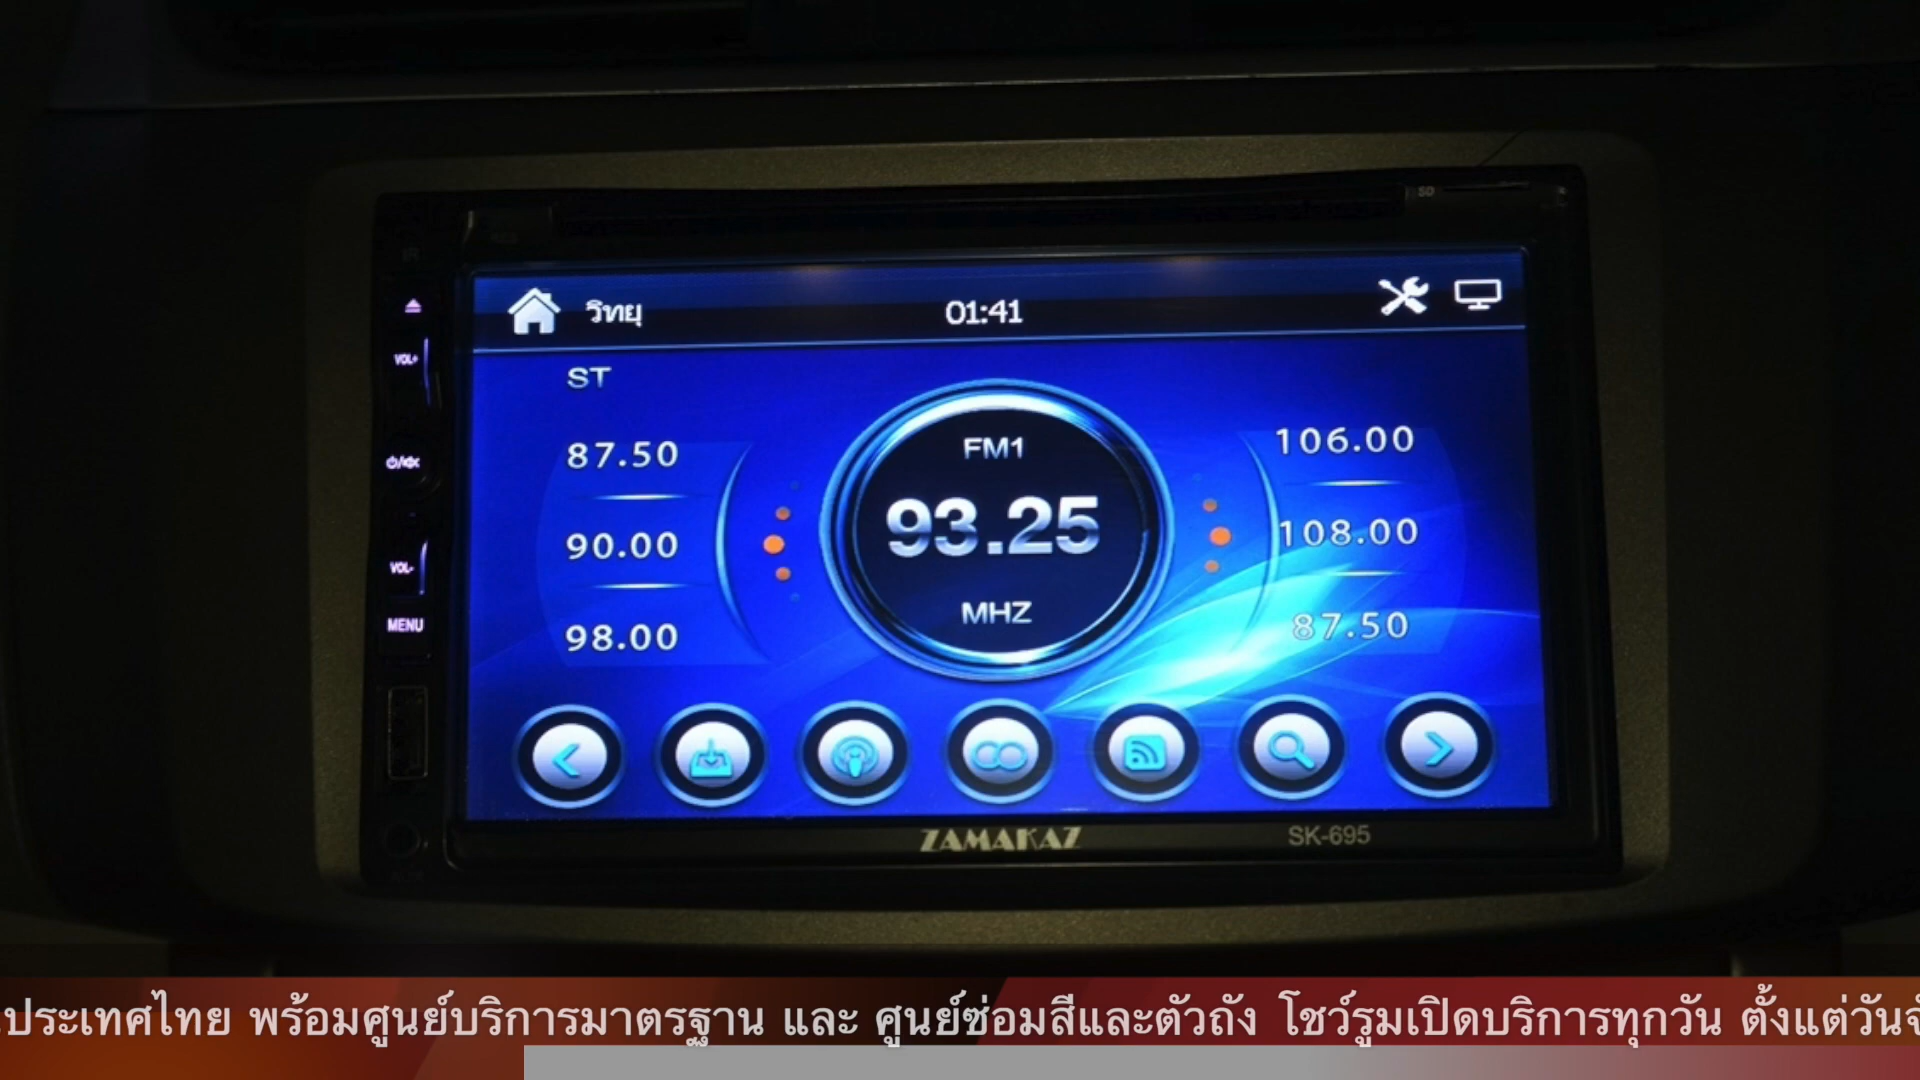 SD
วิทยุ
01:41
ST
VOL+
87.50
FM1
106.00
90.00
93.25
108.00
VOL-
MENU
98.00
MHZ
87.50
ZAMAKAZ
SK-695
ประเทศไทย พร้อมศูนย์บริการมาตรฐาน และ ศูนย์ซ่อมสีและตัวถัง โชว์รูมเปิดบริการทุกวัน ตั้งแต่วัน